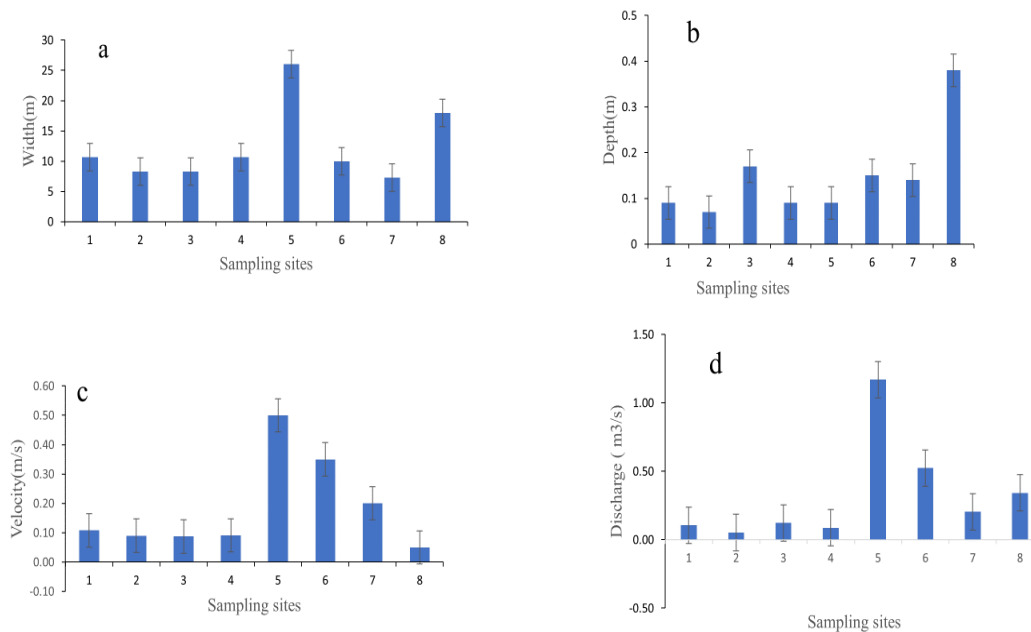 a
30
25
20
15
10
5
0
Width(m)
1 2 3 4 5 6 7 8
Sampling sites
b
0.5
0.4
0.3
0.2
0.1
0
Depth(m)
1 2 3 4 5 6 7 8
Sampling sites
c
0.60
0.50
0.40
0.30
0.20
0.10
0.00
-0.10
Velocity(m/s)
1 2 3 4 5 6 7 8
Sampling sites
d
1.50
1.00
0.50
0.00
-0.50
Discharge ( m3/s)
1 2 3 4 5 6 7 8
Sampling sites